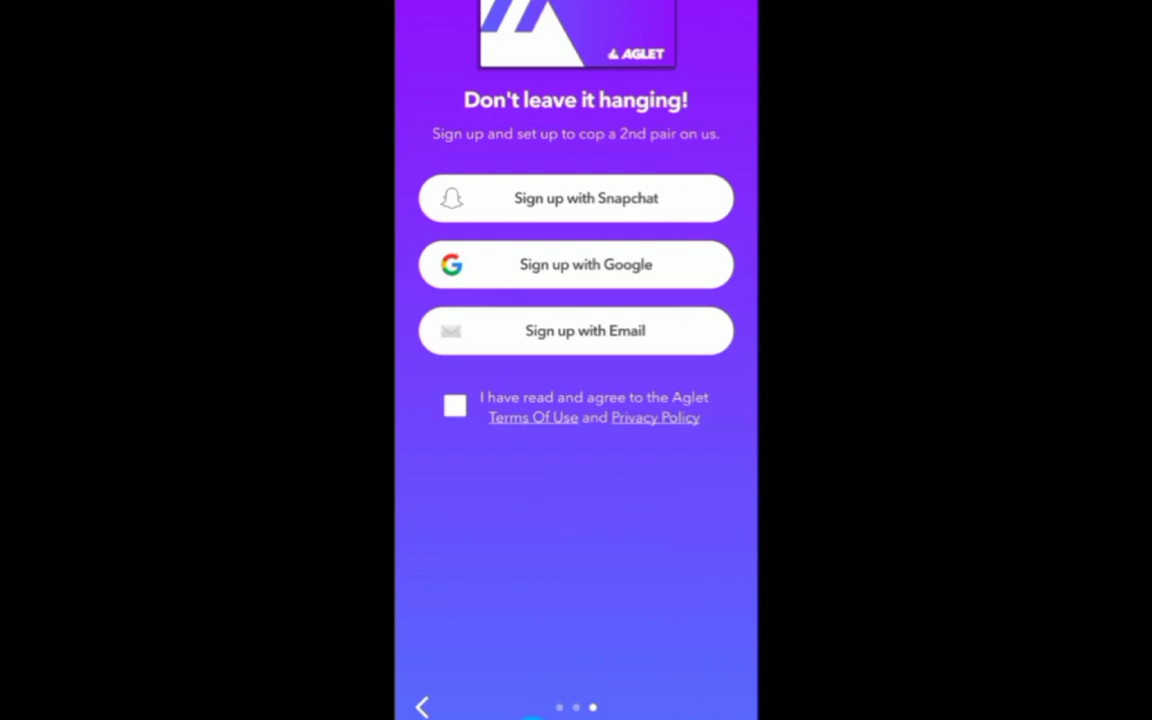 AGLET
Don't leave it hanging!
Sign up and set up to cop a 2nd pair on us.
Sign up with Snapchat
Sign up with Google
Sign up with Email
I have read and agree to the Aglet
Terms Of Use and Privacy Policy